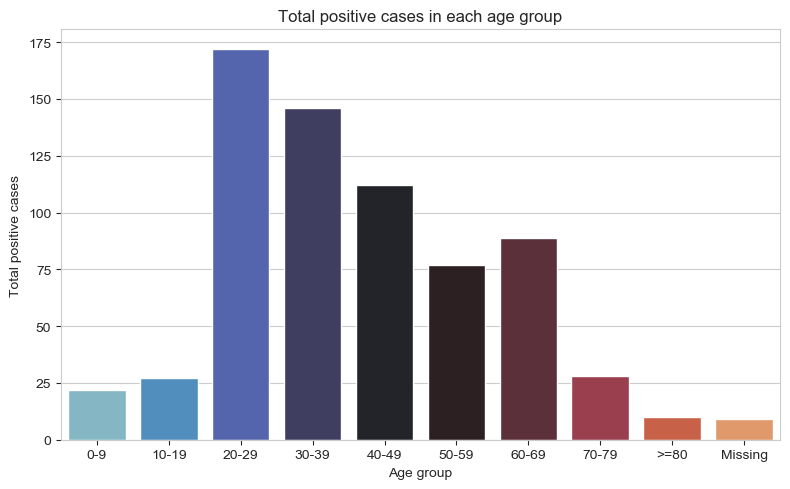 Total positive cases in each age group
175
150
125
100
75
50
25
0
Total positive cases
0-9 10-19 20-29 30-39 40-49 50-59 60-69 70-79 >=80 Missing
Age group